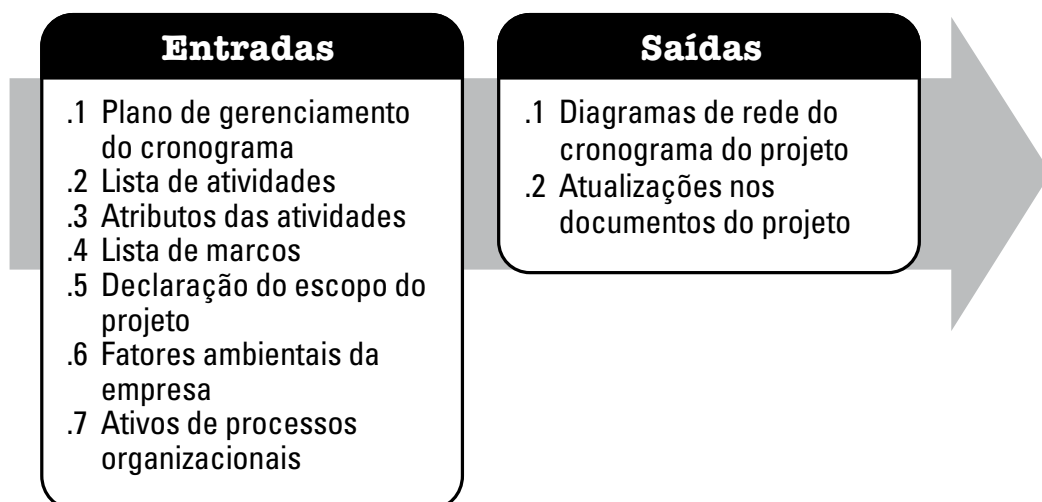 Entradas
.1 Plano de gerenciamento
do cronograma
.2 Lista de atividades
.3 Atributos das atividades
.4 Lista de marcos
.5 Declaração do escopo do
projeto
.6 Fatores ambientais da
empresa
.7 Ativos de processos
organizacionais
Saídas
.1 Diagramas de rede do
cronograma do projeto
.2 Atualizações nos
documentos do projeto